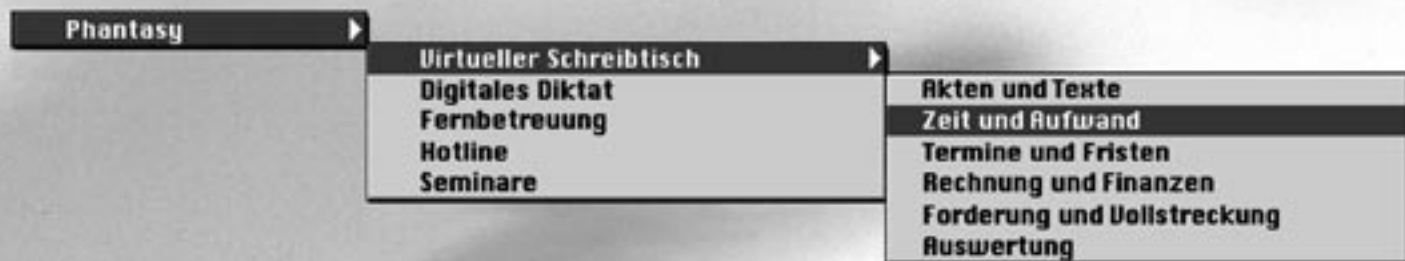 Phantasy
Virtueller Schreibtisch
Digitales Diktat
Fernbetreuung
Hotline
Seminare
Akten und Texte
Zeit und Aufwand
Termine und Fristen
Rechnung und Finanzen
Forderung und Vollstreckung
Auswertung